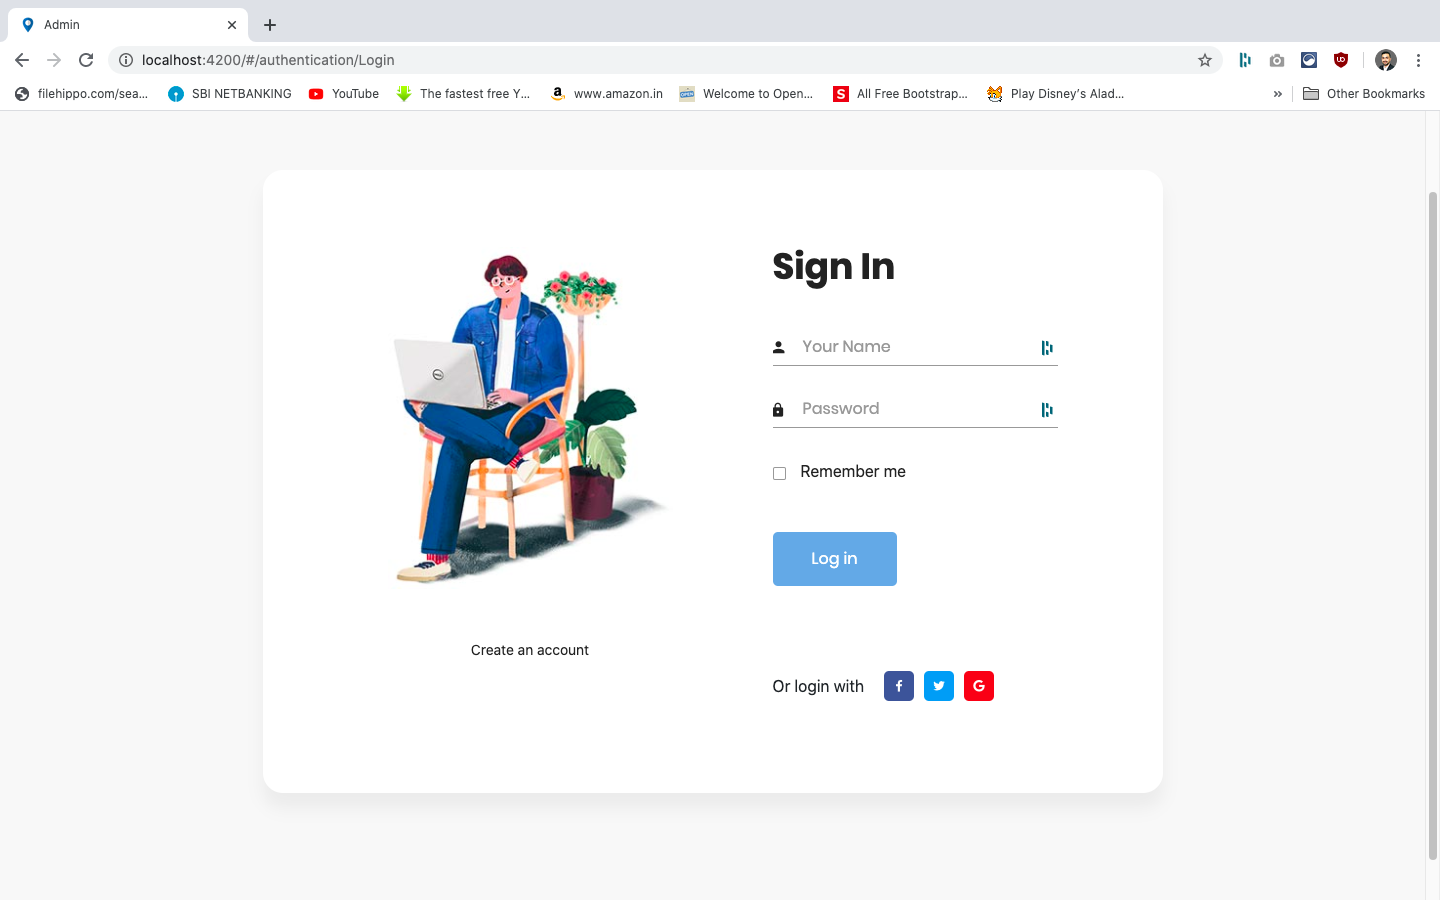 Admin
localhost:4200/#/authentication/Login
filehippo.com/sea...
SBI NETBANKING
YouTube
The fastest free Y...
www.amazon.in
Welcome to Open...
All Free Bootstrap...
Play Disney's Alad...
»
Other Bookmarks
Sign In
Your Name
Password
Remember me
Log in
Create an account
Or login with